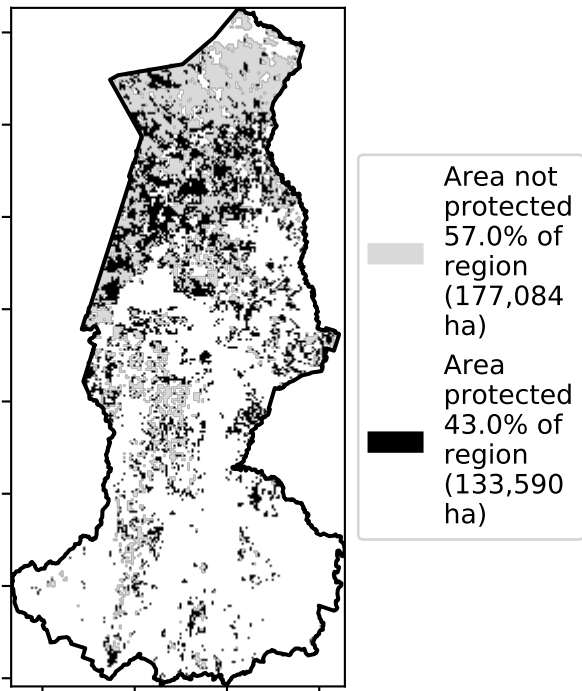 Area not
protected
57.0% of
region
(177,084
ha)
Area
protected
43.0% of
region
(133,590
ha)